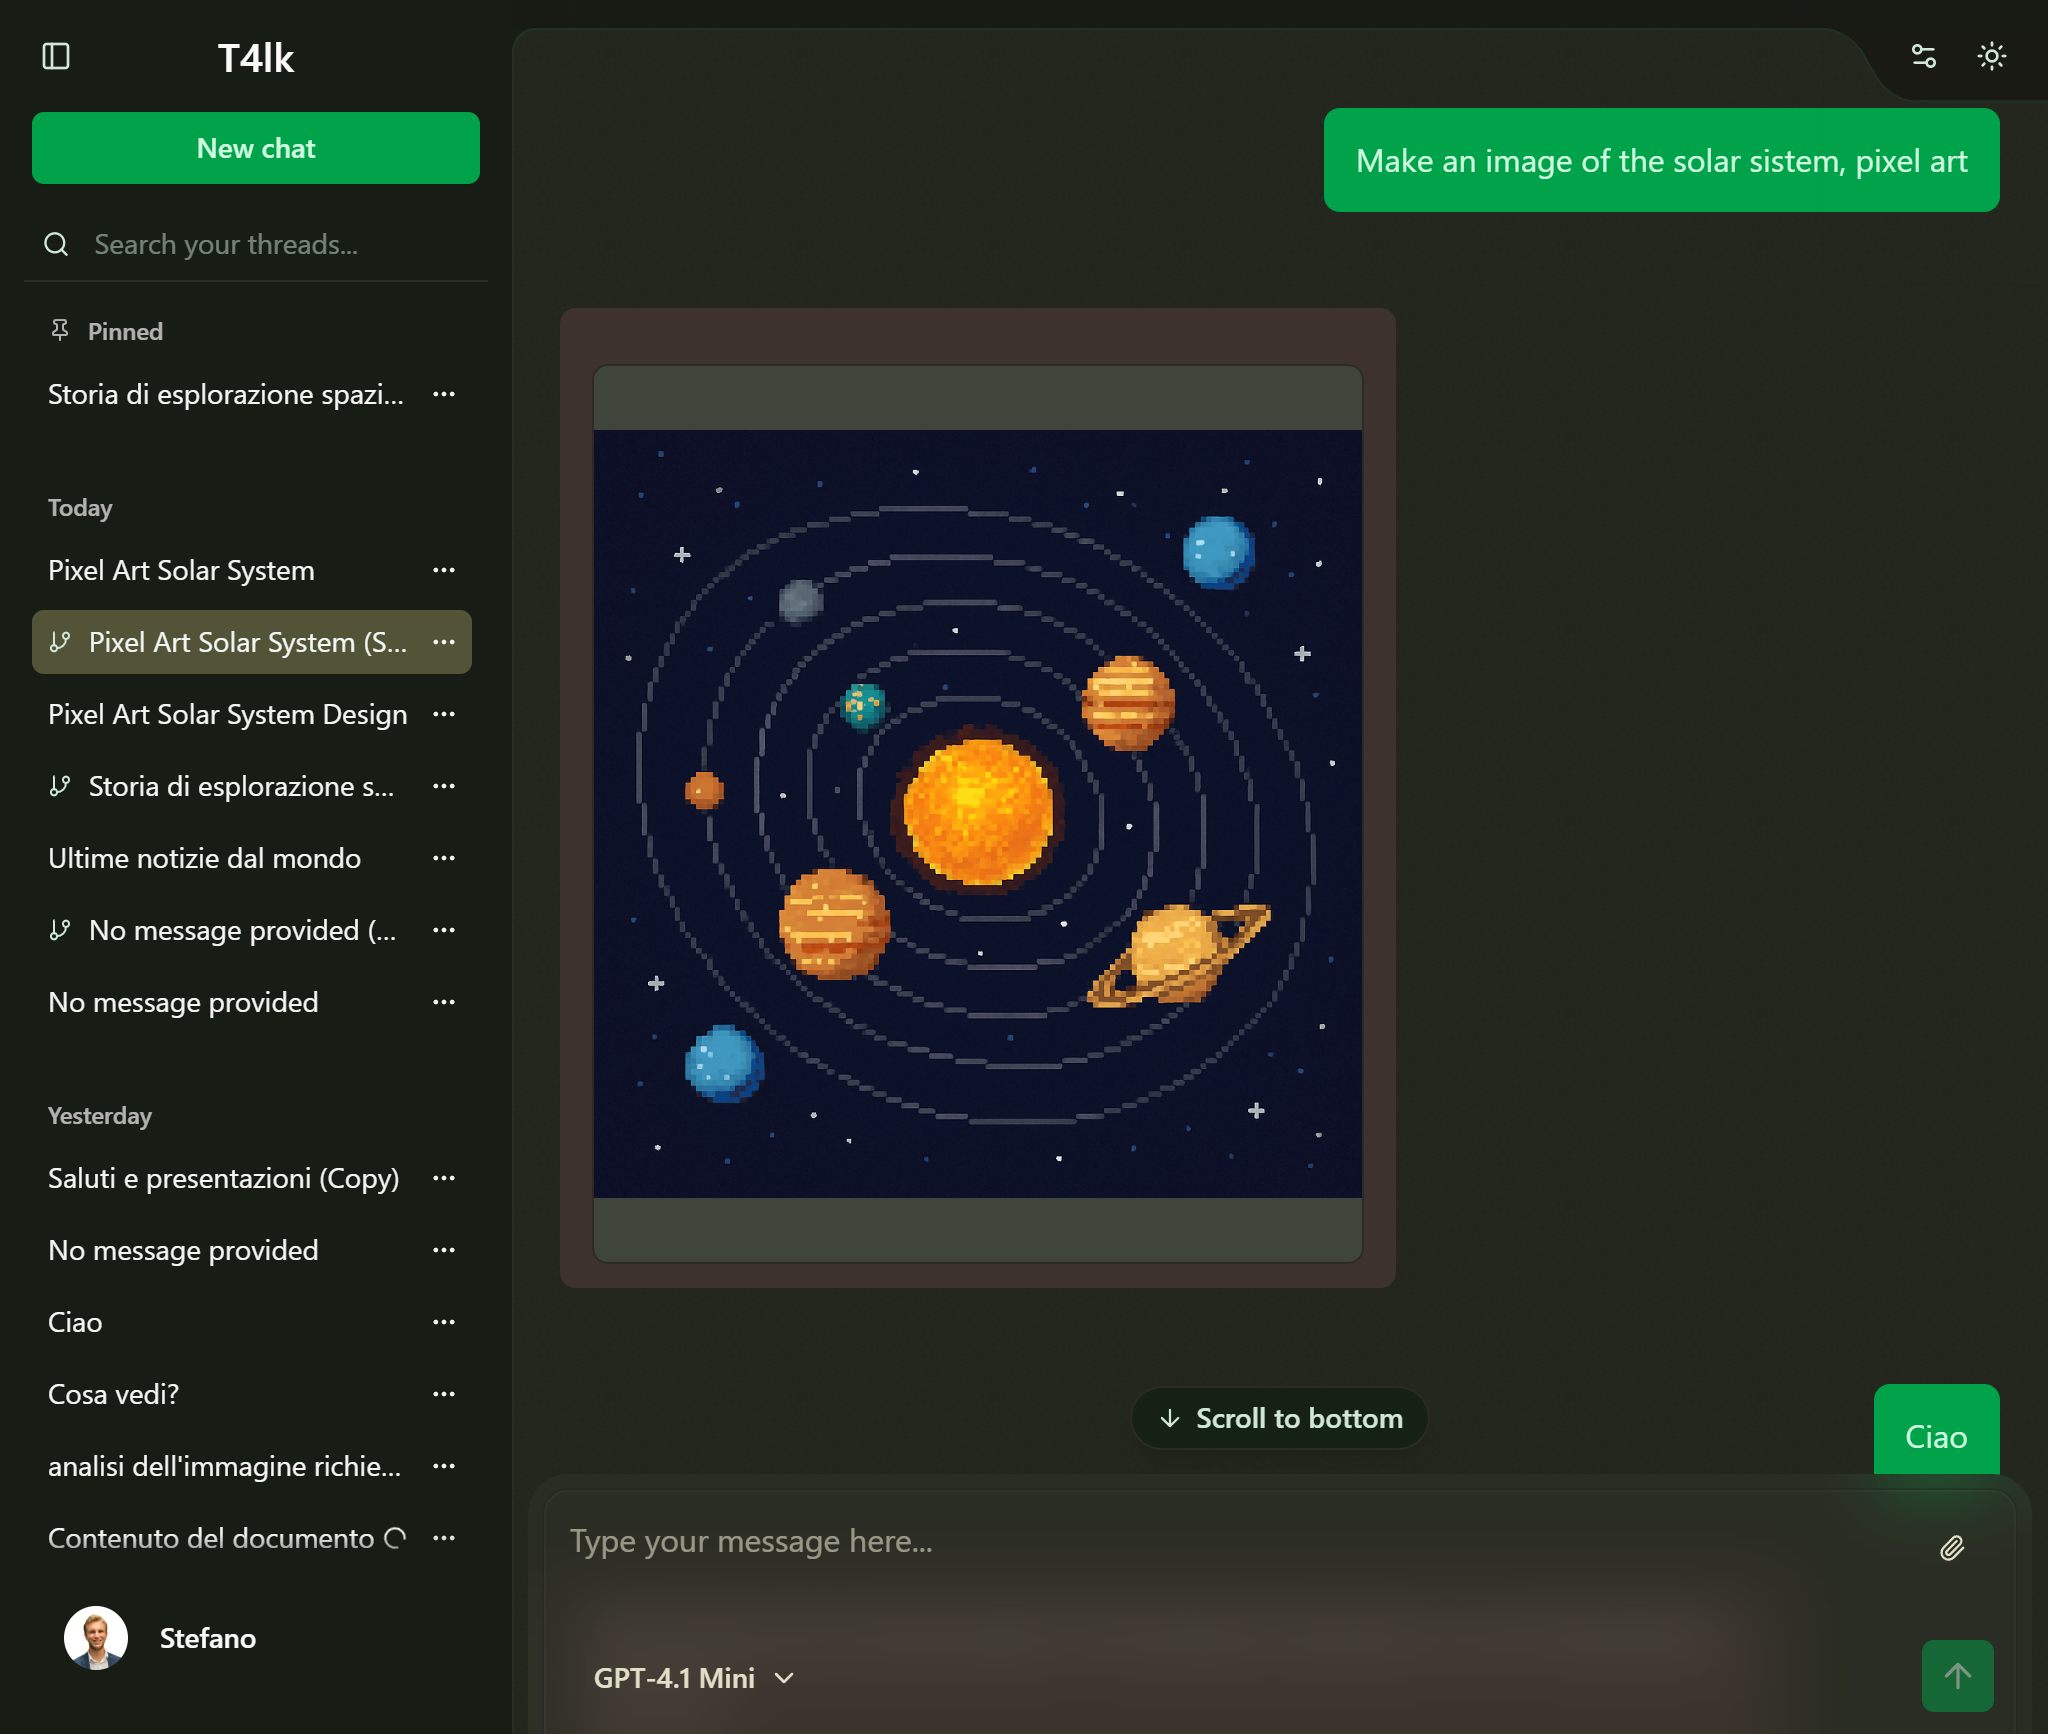 T4lk
New chat
Search your threads...
Pinned
Storia di esplorazione spazi...
Today
Pixel Art Solar System
Pixel Art Solar System (S...
Pixel Art Solar System Design
Storia di esplorazione s...
Ultime notizie dal mondo
No message provided (...
No message provided
Yesterday
Saluti e presentazioni (Copy)
No message provided
Ciao
Cosa vedi?
analisi dell'immagine richie...
Contenuto del documento
Stefano
Make an image of the solar sistem, pixel art
Ciao
Scroll to bottom
Type your message here...
GPT-4.1 Mini